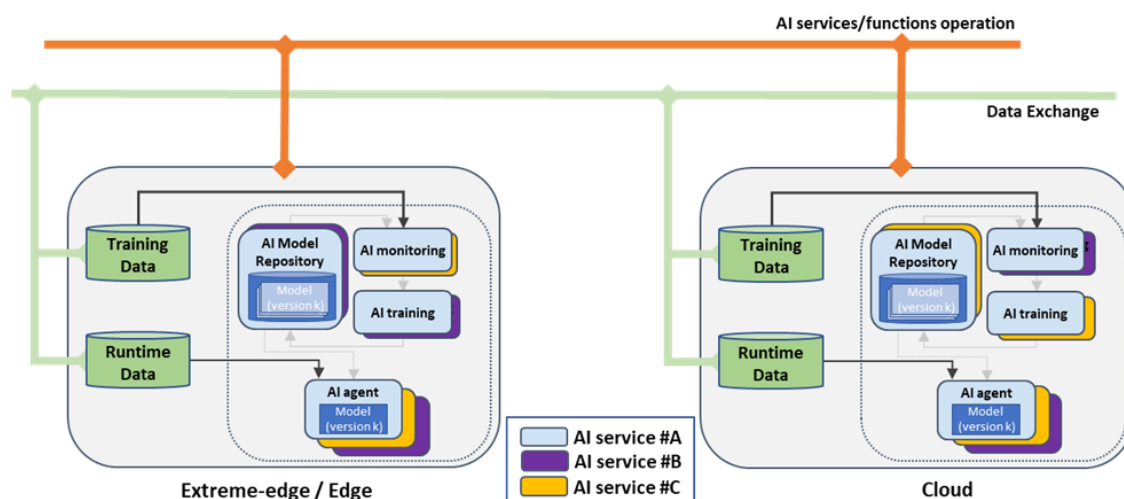 AI services/functions operation
Data Exchange
Training
Data
AI Model
Repository
Model
(version k)
AI monitoring
AI training
Runtime
Data
AI agent
Model
(version k)
Extreme-edge / Edge
AI service #A
AI service #B
AI service #C
Training
Data
AI Model
Repository
Model
(version k)
AI monitoring
AI training
Runtime
Data
AI agent
Model
(version k)
Cloud